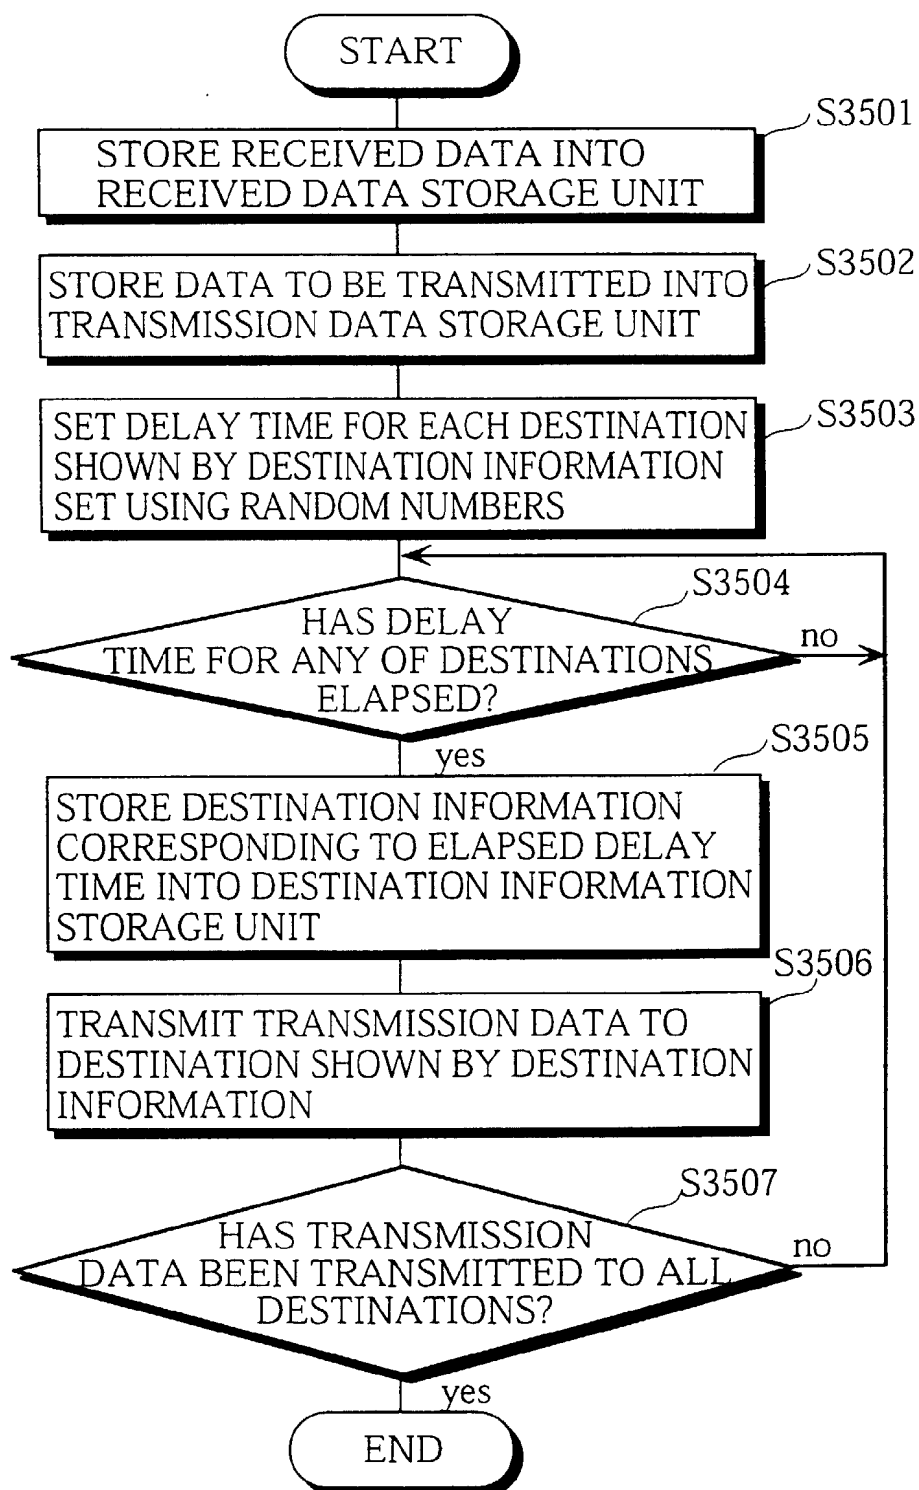 START
S3501
STORE RECEIVED DATA INTO
RECEIVED DATA STORAGE UNIT
S3502
STORE DATA TO BE TRANSMITTED INTO
TRANSMISSION DATA STORAGE UNIT
S3503
SET DELAY TIME FOR EACH DESTINATION
SHOWN BY DESTINATION INFORMATION
SET USING RANDOM NUMBERS
S3504
HAS DELAY
TIME FOR ANY OF DESTINATIONS
ELAPSED?
no
yes
S3505
STORE DESTINATION INFORMATION
CORRESPONDING TO ELAPSED DELAY
TIME INTO DESTINATION INFORMATION
STORAGE UNIT
S3506
TRANSMIT TRANSMISSION DATA TO
DESTINATION SHOWN BY DESTINATION
INFORMATION
S3507
HAS TRANSMISSION
DATA BEEN TRANSMITTED TO ALL
DESTINATIONS?
no
yes
END